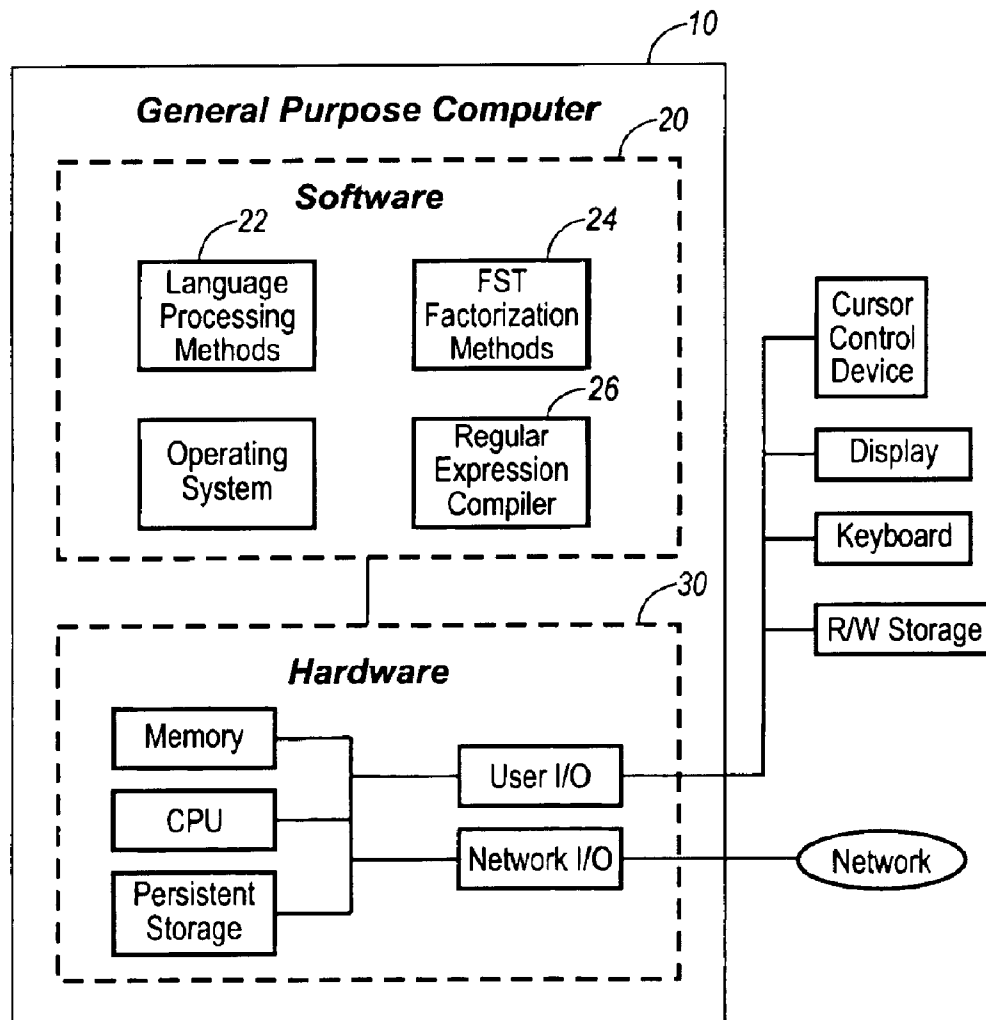 10
General Purpose Computer
20
Software
22
Language
Processing
Methods
24
FST
Factorization
Methods
Operating
System
26
Regular
Expression
Compiler
30
Hardware
Memory
CPU
Persistent
Storage
User I/O
Network I/O
Cursor
Control
Device
Display
Keyboard
R/W Storage
Network